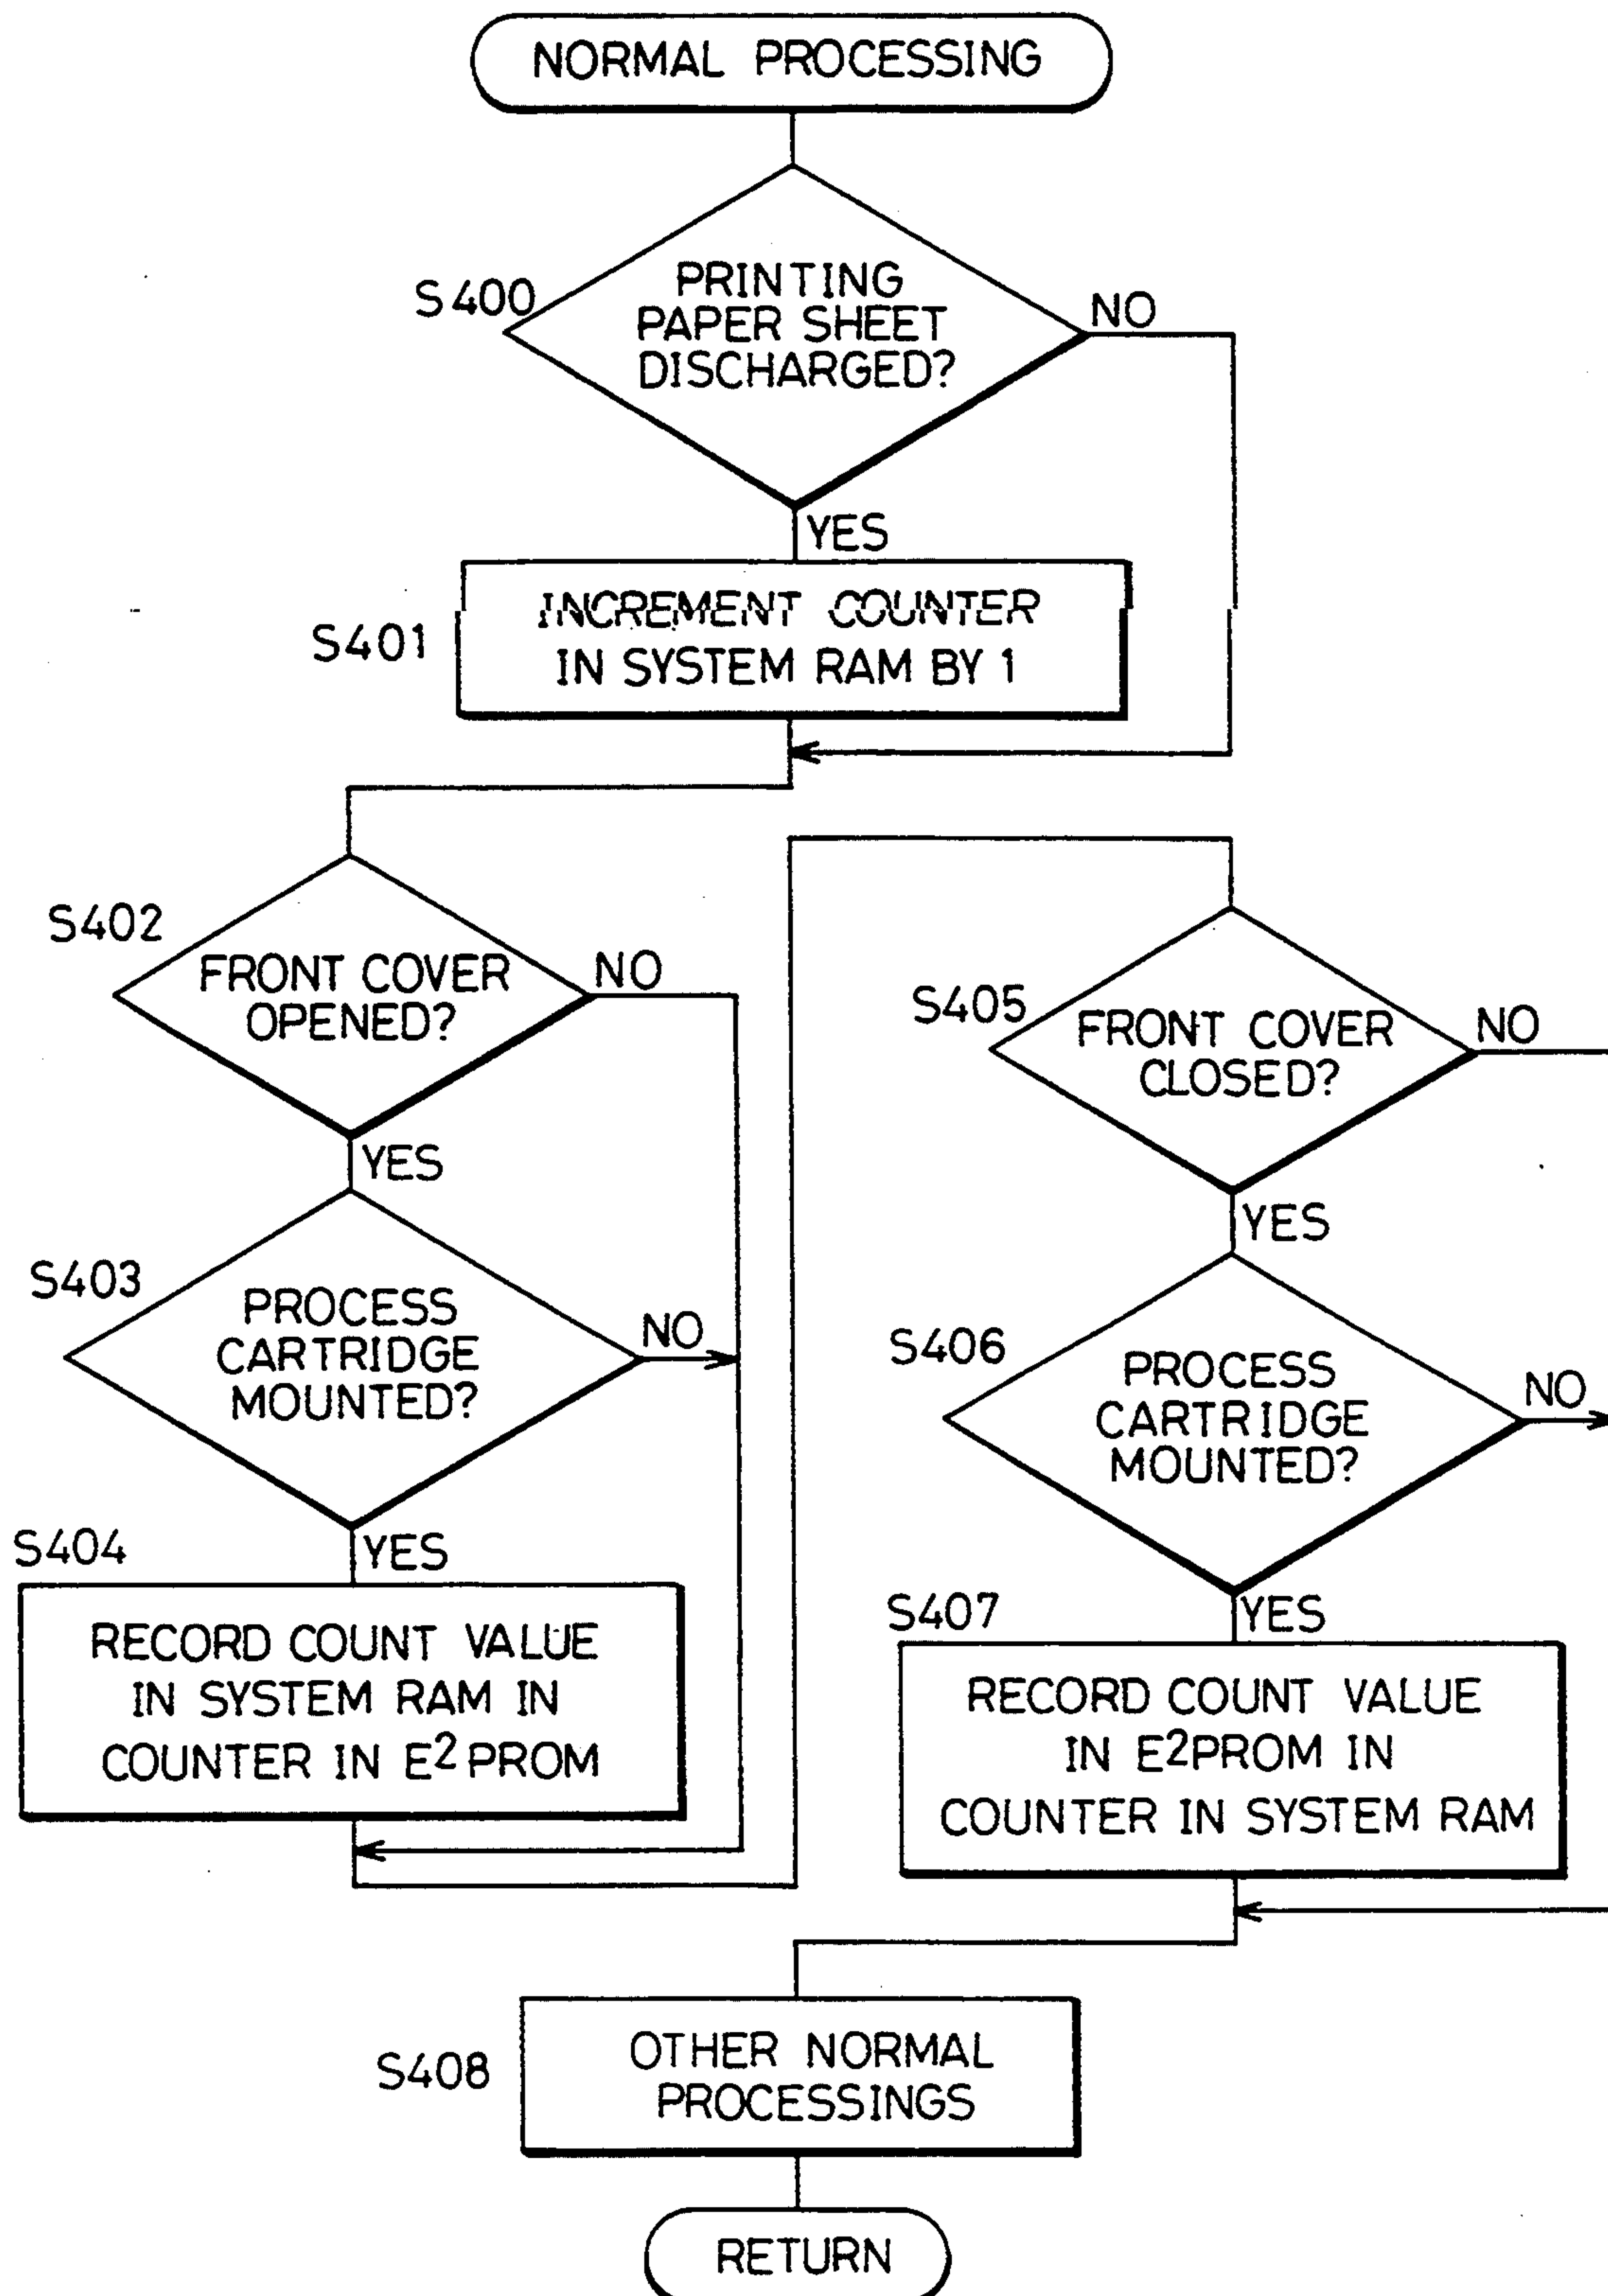 NORMAL PROCESSING
S400
PRINTING
PAPER SHEET
DISCHARGED?
NO
YES
S401
INCREMENT COUNTER
IN SYSTEM RAM BY 1
S402
FRONT COVER
OPENED?
NO
YES
S403
PROCESS
CARTRIDGE
MOUNTED?
NO
YES
S404
RECORD COUNT VALUE
IN SYSTEM RAM IN
COUNTER IN E²PROM
S405
FRONT COVER
CLOSED?
NO
YES
S406
PROCESS
CARTRIDGE
MOUNTED?
NO
YES
S407
RECORD COUNT VALUE
IN E²PROM IN
COUNTER IN SYSTEM RAM
S408
OTHER NORMAL
PROCESSINGS
RETURN